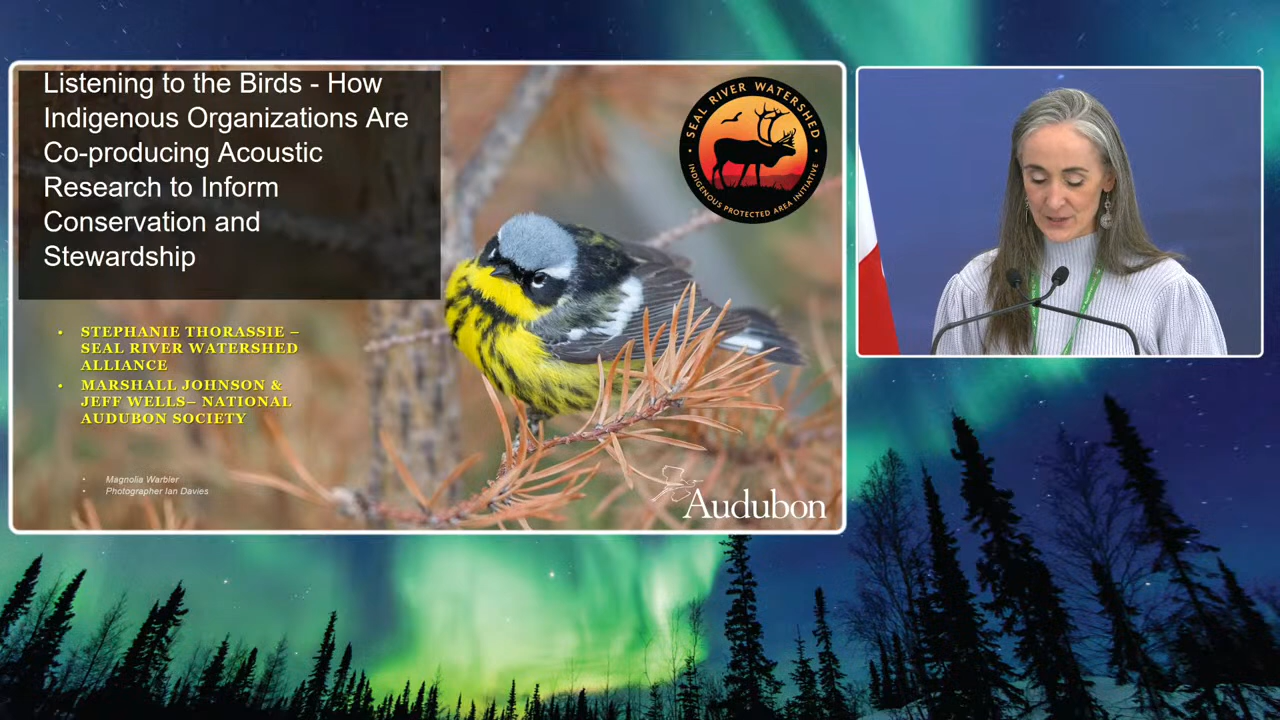 Listening to the Birds - How
Indigenous Organizations Are
Co-producing Acoustic
Research to Inform
Conservation and
Stewardship
SEAL RIVER WATERSHED
INDIGENOUS PROTECTED AREA INITIATIVE
STEPHANIE THORASSIE –
SEAL RIVER WATERSHED
ALLIANCE
MARSHALL JOHNSON &
JEFF WELLS– NATIONAL
AUDUBON SOCIETY
Magnolia Warbler
Photographer Ian Davies
Audubon